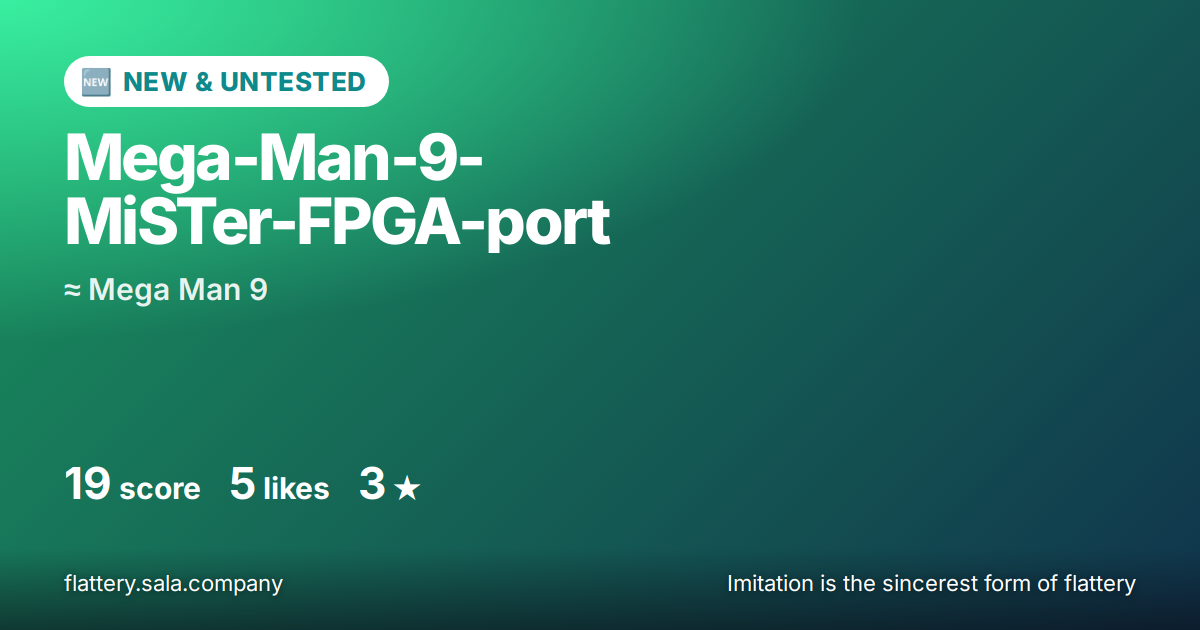 🆕 NEW & UNTESTED
Mega-Man-9-
MiSTer-FPGA-port
≈ Mega Man 9
19 score 5 likes 3 ★
flattery.sala.company
Imitation is the sincerest form of flattery